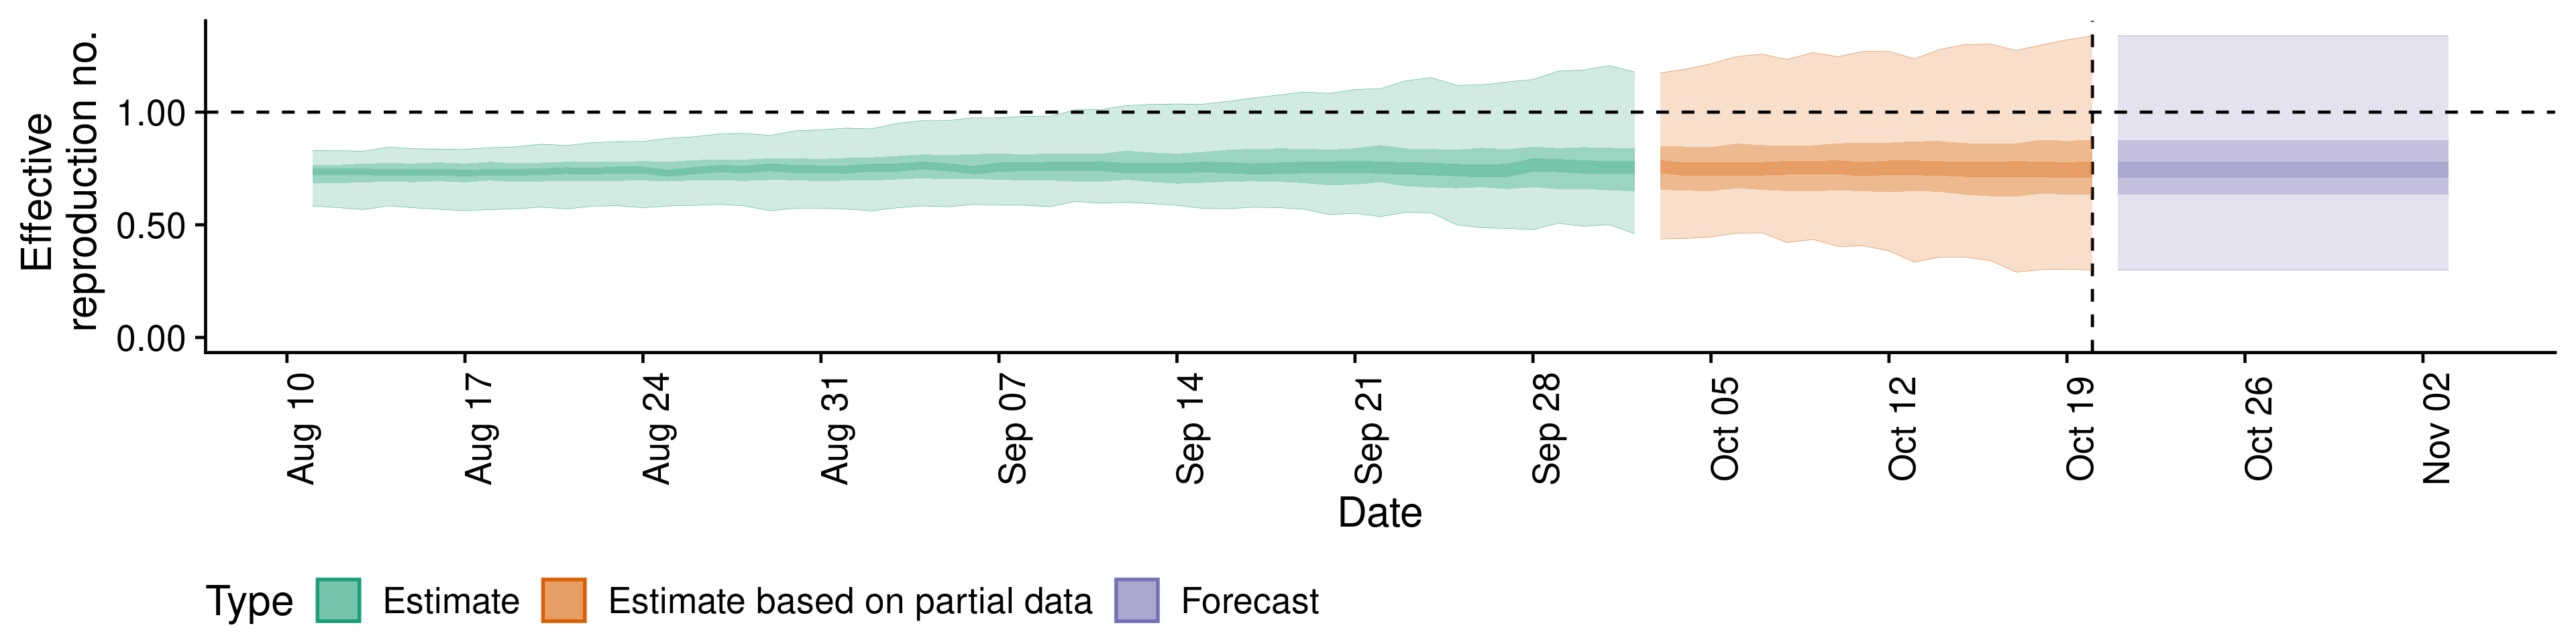 Effective
reproduction no.
1.00
0.50
0.00
Aug 10
Aug 17
Aug 24
Aug 31
Sep 07
Sep 14
Sep 21
Sep 28
Oct 05
Oct 12
Oct 19
Oct 26
Nov 02
Date
Type Estimate Estimate based on partial data Forecast